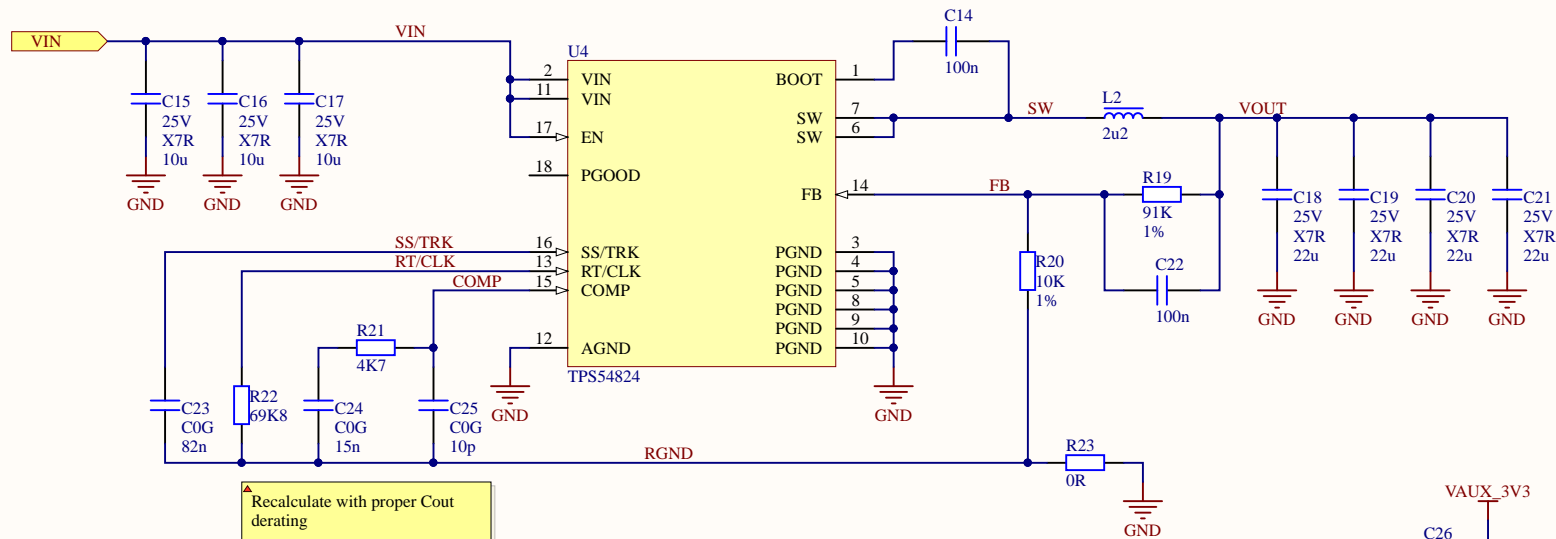 VIN
VIN
C15
25V
X7R
10u
GND
C16
25V
X7R
10u
GND
C17
25V
X7R
10u
GND
U4
2 VIN
11 VIN
17 EN
18 PGOOD
SS/TRK 16 SS/TRK
RT/CLK 13 RT/CLK
COMP 15 COMP
12 AGND
GND
BOOT 1
SW 7
SW 6
FB 14
PGND 3
PGND 4
PGND 5
PGND 8
PGND 9
PGND 10
GND
TPS54824
C14
100n
SW
L2
2u2
VOUT
FB
R19
91K
1%
C22
100n
R20
10K
1%
C18
25V
X7R
22u
GND
C19
25V
X7R
22u
GND
C20
25V
X7R
22u
GND
C21
25V
X7R
22u
GND
C23
C0G
82n
R22
69K8
R21
4K7
C24
C0G
15n
C25
C0G
10p
RGND
R23
0R
GND
Recalculate with proper Cout
derating
VAUX_3V3
C26